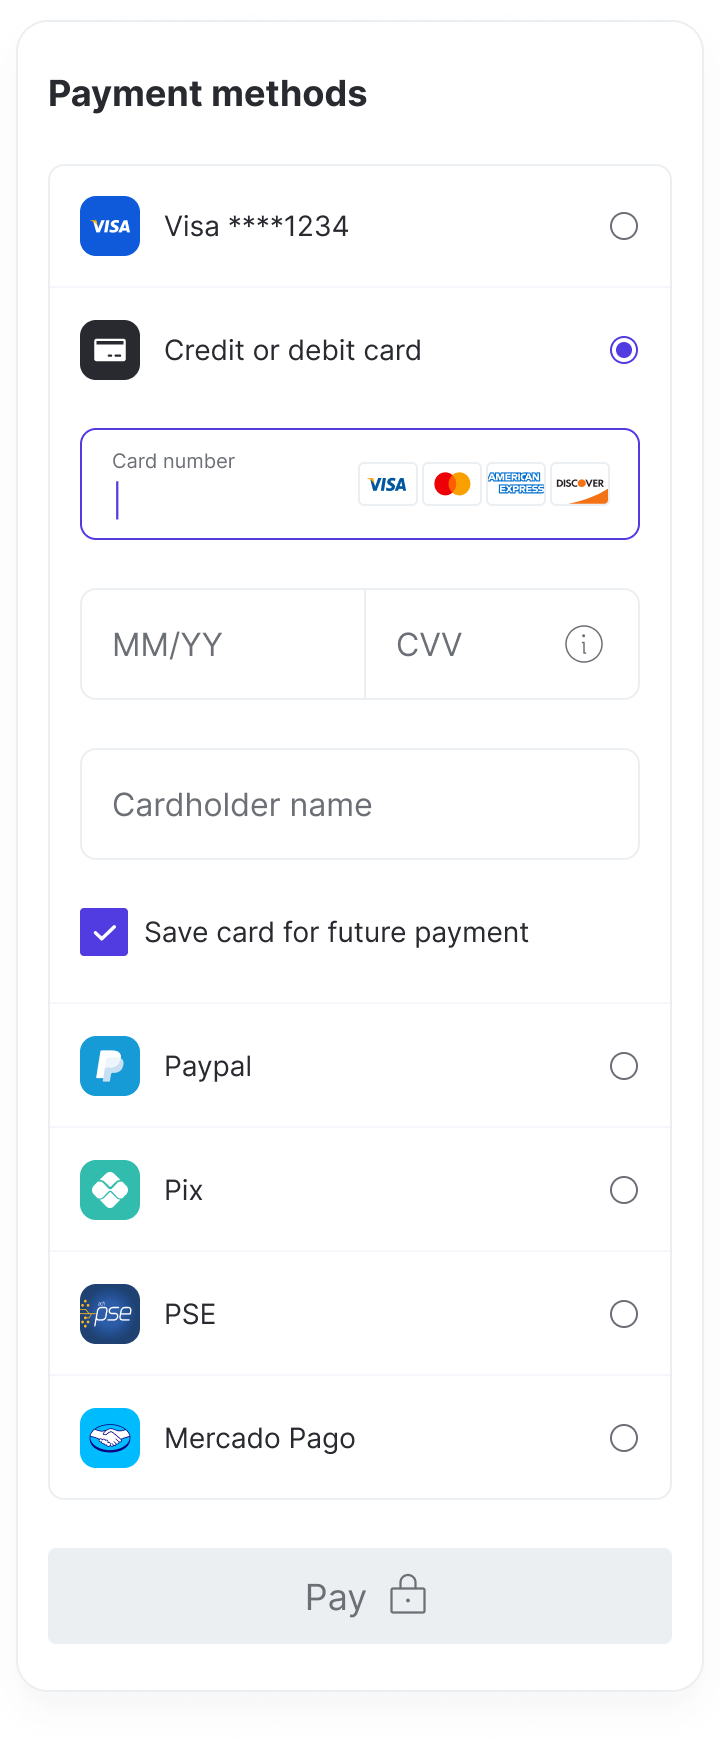 Payment methods
VISA
Visa ****1234
Credit or debit card
Card number
VISA
AMERICAN
EXPRESS
DISCOVER
MM/YY
CVV
i
Cardholder name
Save card for future payment
Paypal
Pix
pse
PSE
Mercado Pago
Pay